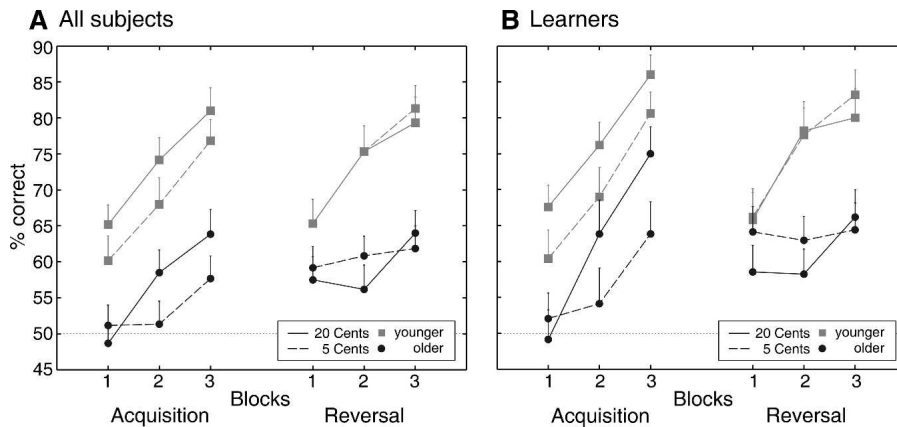 A All subjects
B Learners
% correct
90
85
80
75
70
65
60
55
50
45
20 Cents younger
5 Cents older
20 Cents younger
5 Cents older
1 2 3 1 2 3
1 2 3 1 2 3
Blocks
Blocks
Acquisition Reversal
Acquisition Reversal